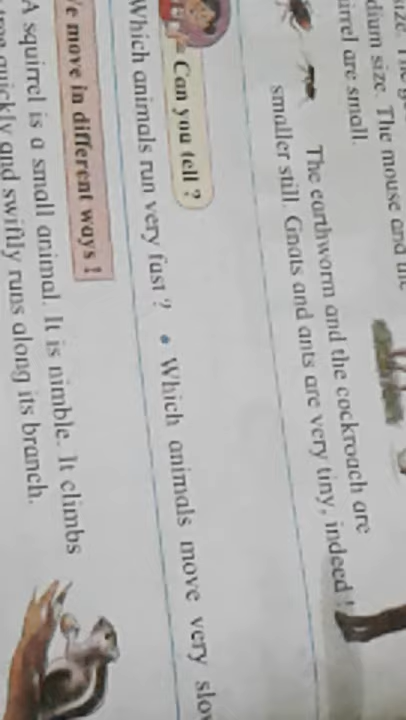 dium size. The mouse and the
squirrel are small.
The earthworm and the cockroach are
smaller still. Gnats and ants are very tiny, indeed !
Can you tell ?
Which animals run very fast ? • Which animals move very
We move in different ways !
A squirrel is a small animal. It is nimble. It climbs
quickly and swiftly runs along its branch.